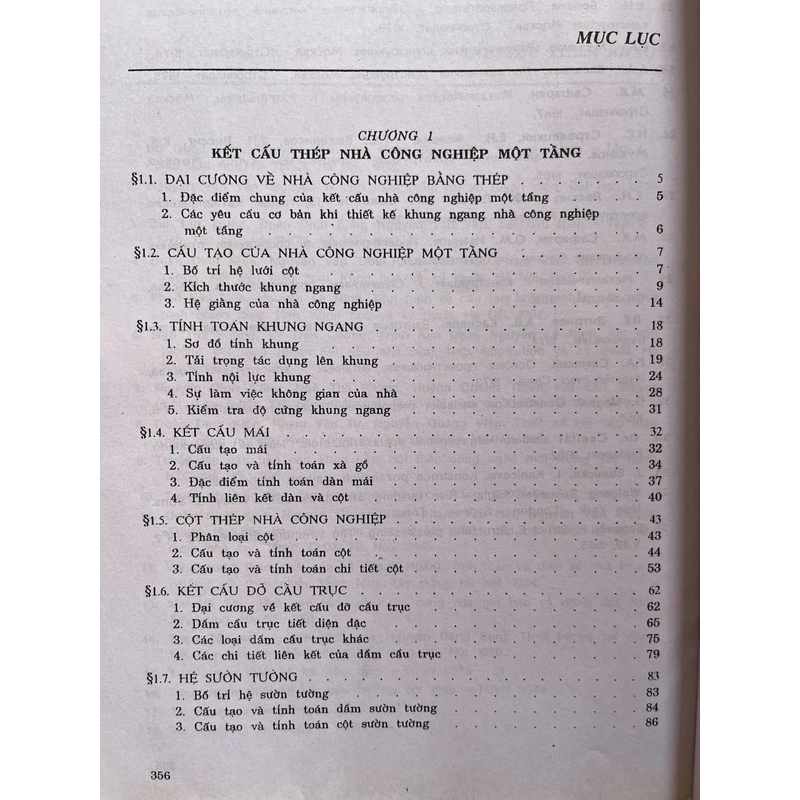 MỤC LỤC
CHƯƠNG 1
KẾT CẤU THÉP NHÀ CÔNG NGHIỆP MỘT TẦNG
§1.1. ĐẠI CƯƠNG VỀ NHÀ CÔNG NGHIỆP BẰNG THÉP . . . . . . 5
1. Đặc điểm chung của kết cấu nhà công nghiệp một tầng . . . . 5
2. Các yêu cầu cơ bản khi thiết kế khung ngang nhà công nghiệp
một tầng . . . . . . . . . . . . . . . . 6
§1.2. CẤU TẠO CỦA NHÀ CÔNG NGHIỆP MỘT TẦNG . . . . . . 7
1. Bố trí hệ lưới cột . . . . . . . . . . . . . . 7
2. Kích thước khung ngang . . . . . . . . . . . . 9
3. Hệ giằng của nhà công nghiệp . . . . . . . . . . . 14
§1.3. TÍNH TOÁN KHUNG NGANG . . . . . . . . . . . 18
1. Sơ đồ tính khung . . . . . . . . . . . . . . 18
2. Tải trọng tác dụng lên khung . . . . . . . . . . . 19
3. Tính nội lực khung . . . . . . . . . . . . . 24
4. Sự làm việc không gian của nhà . . . . . . . . . . 28
5. Kiểm tra độ cứng khung ngang . . . . . . . . . . 31
§1.4. KẾT CẤU MÁI . . . . . . . . . . . . . . . 32
1. Cấu tạo mái . . . . . . . . . . . . . . . 32
2. Cấu tạo và tính toán xà gồ . . . . . . . . . . . 34
3. Đặc điểm tính toán dàn mái . . . . . . . . . . . 37
4. Tính liên kết dàn và cột . . . . . . . . . . . . 40
§1.5. CỘT THÉP NHÀ CÔNG NGHIỆP . . . . . . . . . . 43
1. Phân loại cột . . . . . . . . . . . . . . . 43
2. Cấu tạo và tính toán cột . . . . . . . . . . . . 44
3. Cấu tạo và tính toán chi tiết cột . . . . . . . . . . 53
§1.6. KẾT CẤU DỠ CẦU TRỤC . . . . . . . . . . . . 62
1. Đại cương về kết cấu đỡ cầu trục . . . . . . . . . 62
2. Dầm cầu trục tiết diện đặc . . . . . . . . . . . 65
3. Các loại dầm cầu trục khác . . . . . . . . . . . 75
4. Các chi tiết liên kết của dầm cầu trục . . . . . . . . 79
§1.7. HỆ SƯỜN TƯỜNG . . . . . . . . . . . . . . 83
1. Bố trí hệ sườn tường . . . . . . . . . . . . . 83
2. Cấu tạo và tính toán dầm sườn tường . . . . . . . . 84
3. Cấu tạo và tính toán cột sườn tường . . . . . . . . 86
356